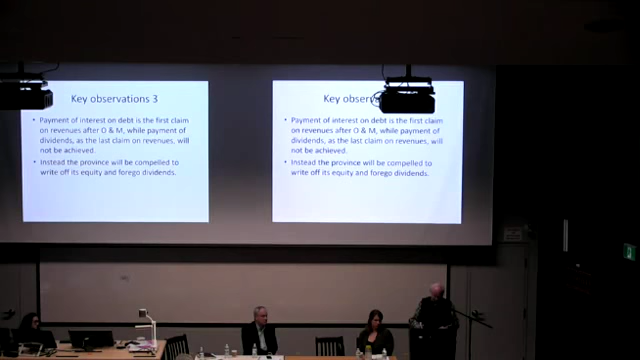 Key observations 3
• Payment of interest on debt is the first claim
on revenues after O & M, while payment of
dividends, as the last claim on revenues, will
not be achieved.
• Instead the province will be compelled to
write off its equity and forego dividends.
Key observ
• Payment of interest on debt is the first claim
on revenues after O & M, while payment of
dividends, as the last claim on revenues, will
not be achieved.
• Instead the province will be compelled to
write off its equity and forego dividends.